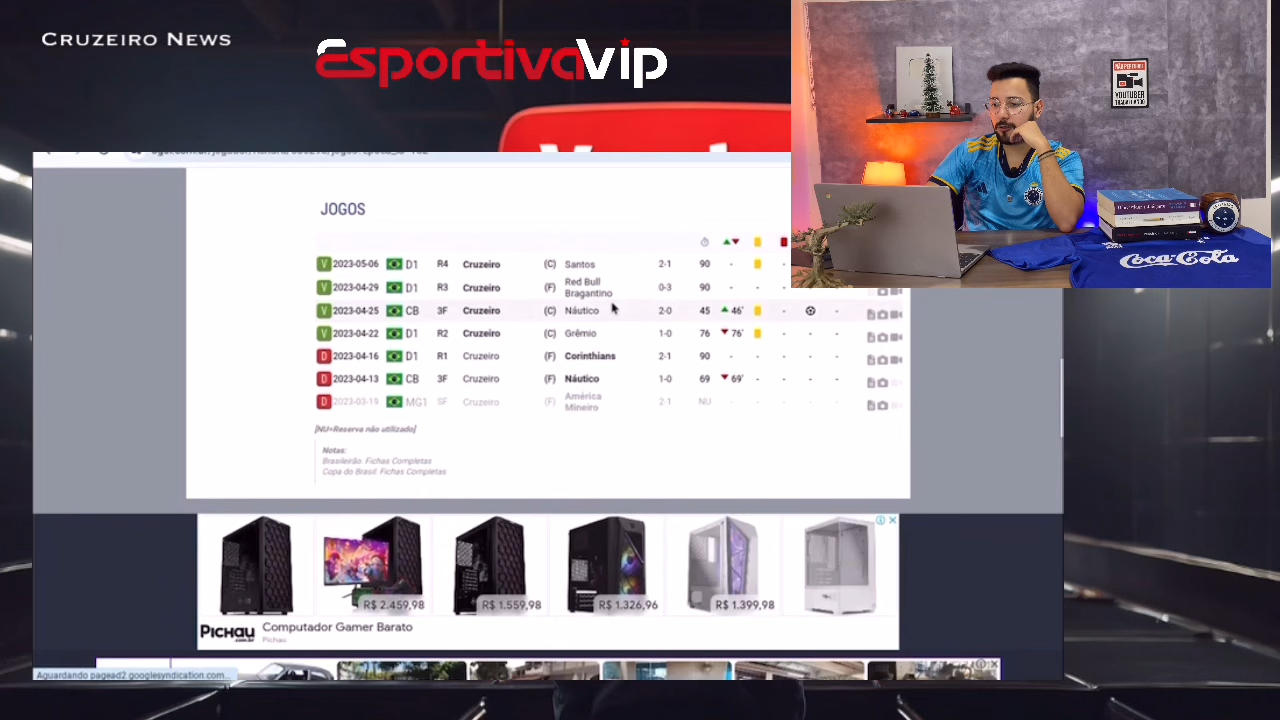 CRUZEIRO NEWS
EsportivaVip
NÃO PERTURBE
YOUTUBER
TRABALHANDO
Coca-Cola
JOGOS
V 2023-05-06 D1 R4 Cruzeiro (C) Santos 2-1 90 - -
V 2023-04-29 D1 R3 Cruzeiro (F) Red Bull Bragantino 0-3 90 - - - - -
V 2023-04-25 CB 3F Cruzeiro (C) Náutico 2-0 45 46' - -
V 2023-04-22 D1 R2 Cruzeiro (C) Grêmio 1-0 76 76' - - -
D 2023-04-16 D1 R1 Cruzeiro (F) Corinthians 2-1 90 - - - - -
D 2023-04-13 CB 3F Cruzeiro (F) Náutico 1-0 69 69' - - - -
D 2023-03-19 MG1 SF Cruzeiro (F) América Mineiro 2-1 NU - - - - -
[NU=Reserva não utilizado]
Notas:
Brasileirão: Fichas Completas
Copa do Brasil: Fichas Completas
R$ 2.459,98
R$ 1.559,98
R$ 1.326,96
R$ 1.399,98
PICHAU
.com.br
Computador Gamer Barato
Pichau
Aguardando pagead2.googlesyndication.com...